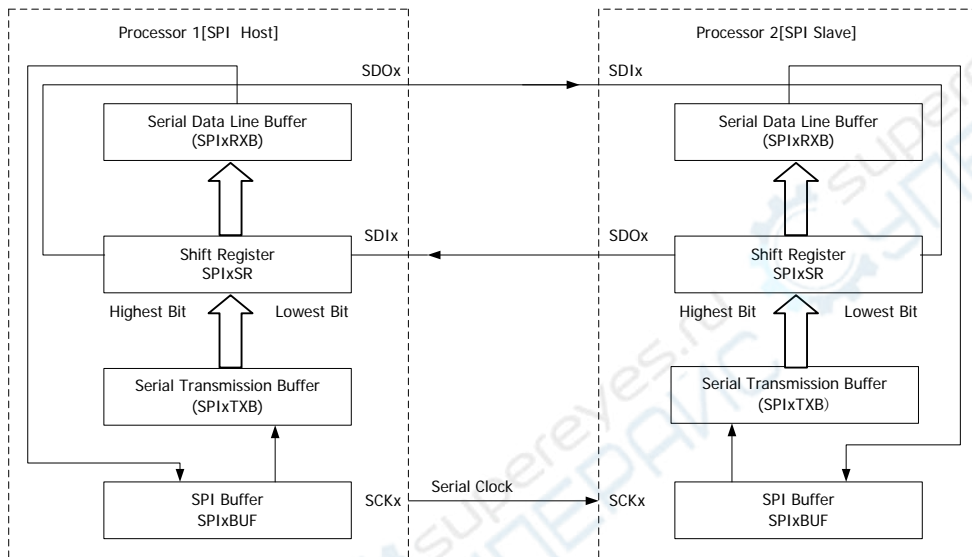 Processor 1[SPI Host]
Processor 2[SPI Slave]
SDOx
SDIx
Serial Data Line Buffer
(SPIxRXB)
Serial Data Line Buffer
(SPIxRXB)
SDIx
SDOx
Shift Register
SPIxSR
Shift Register
SPIxSR
Highest Bit
Lowest Bit
Highest Bit
Lowest Bit
Serial Transmission Buffer
(SPIxTXB)
Serial Transmission Buffer
(SPIxTXB)
SPI Buffer
SPIxBUF
SCKx
Serial Clock
SCKx
SPI Buffer
SPIxBUF
supereyes.ru